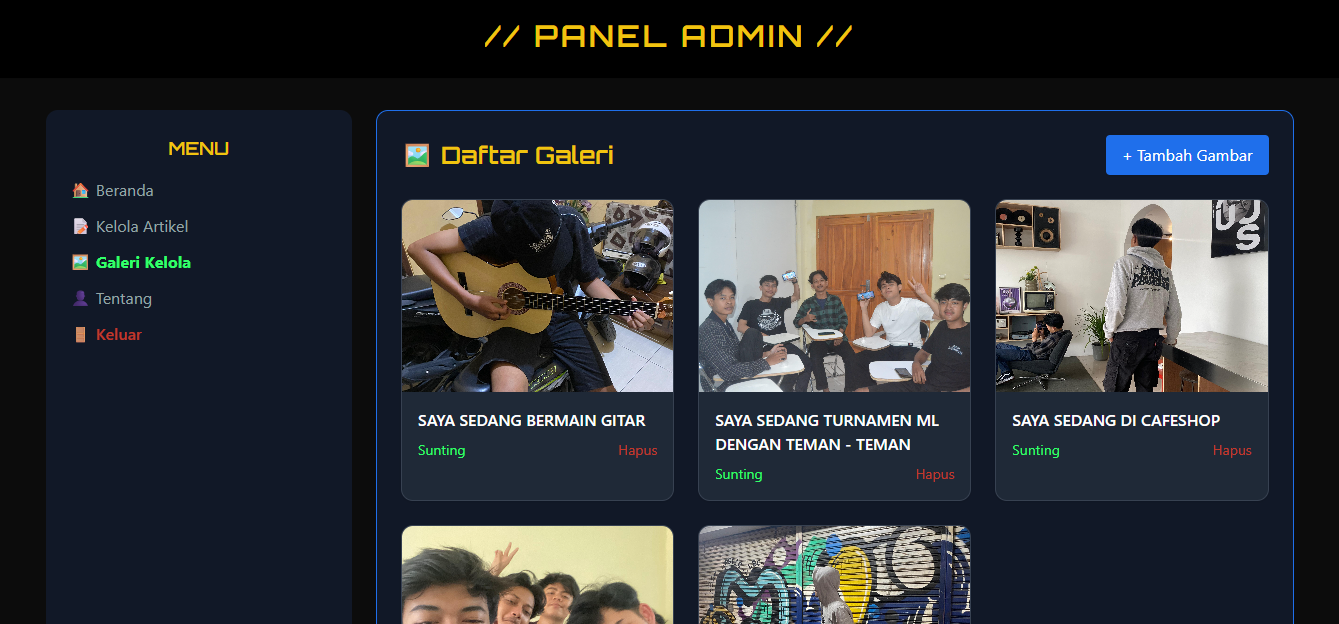 // PANEL ADMIN //
MENU
Beranda
Kelola Artikel
Galeri Kelola
Tentang
Keluar
Daftar Galeri
+ Tambah Gambar
SAYA SEDANG BERMAIN GITAR
Sunting
Hapus
SAYA SEDANG TURNAMEN ML
DENGAN TEMAN - TEMAN
Sunting
Hapus
SAYA SEDANG DI CAFESHOP
Sunting
Hapus